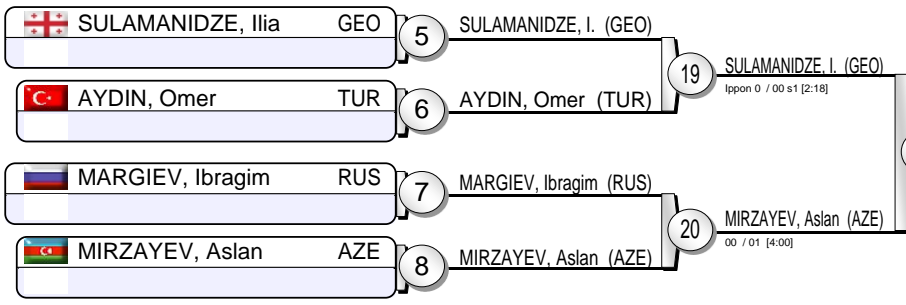 SULAMANIDZE, Ilia GEO
5
SULAMANIDZE, I. (GEO)
AYDIN, Omer TUR
6
AYDIN, Omer (TUR)
19
SULAMANIDZE, I. (GEO)
Ippon 0 / 00 s1 [2:18]
MARGIEV, Ibragim RUS
7
MARGIEV, Ibragim (RUS)
MIRZAYEV, Aslan AZE
8
MIRZAYEV, Aslan (AZE)
20
MIRZAYEV, Aslan (AZE)
00 / 01 [4:00]